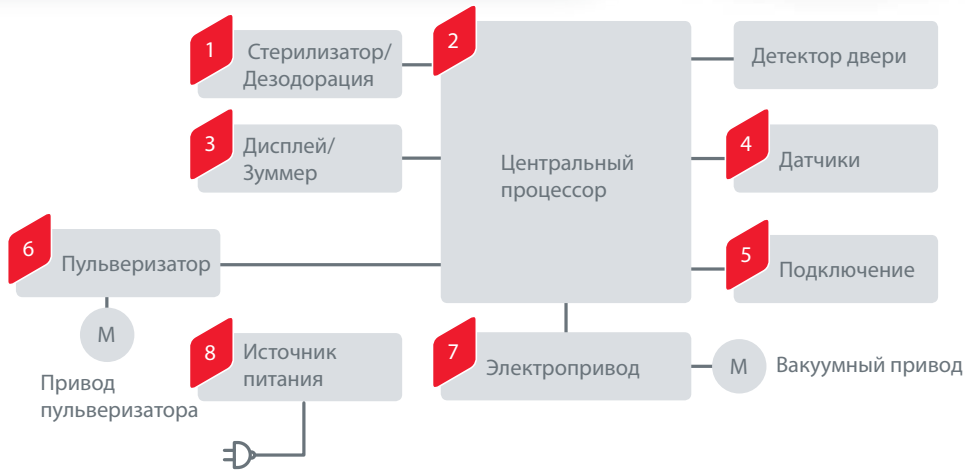 1
Стерилизатор/
Дезодорация
2
Детектор двери
3
Дисплей/
Зуммер
Центральный
процессор
4
Датчики
6
Пульверизатор
5
Подключение
M
Привод
пульверизатора
8
Источник
питания
7
Электропривод
M
Вакуумный привод